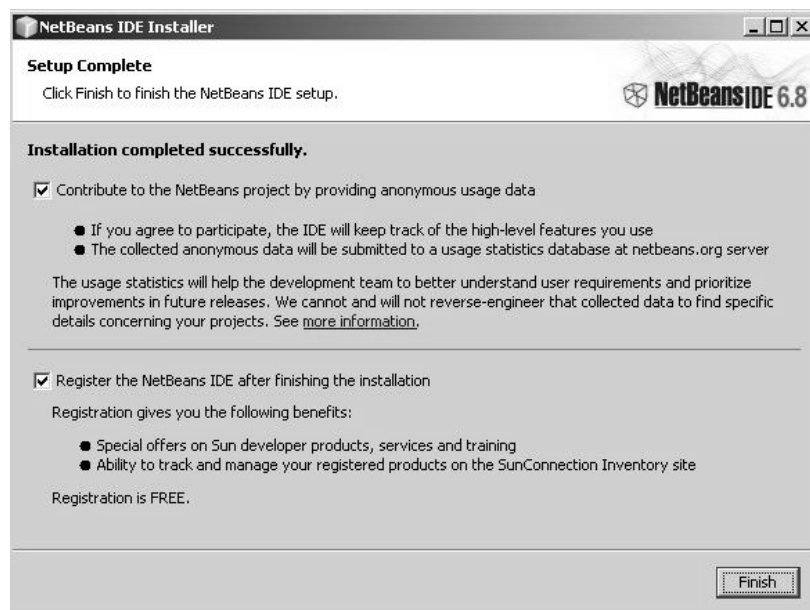 NetBeans IDE Installer
Setup Complete
Click Finish to finish the NetBeans IDE setup.
NetBeans IDE 6.8
Installation completed successfully.
Contribute to the NetBeans project by providing anonymous usage data
● If you agree to participate, the IDE will keep track of the high-level features you use
● The collected anonymous data will be submitted to a usage statistics database at netbeans.org server
The usage statistics will help the development team to better understand user requirements and prioritize
improvements in future releases. We cannot and will not reverse-engineer that collected data to find specific
details concerning your projects. See more information.
Register the NetBeans IDE after finishing the installation
Registration gives you the following benefits:
● Special offers on Sun developer products, services and training
● Ability to track and manage your registered products on the SunConnection Inventory site
Registration is FREE.
Finish